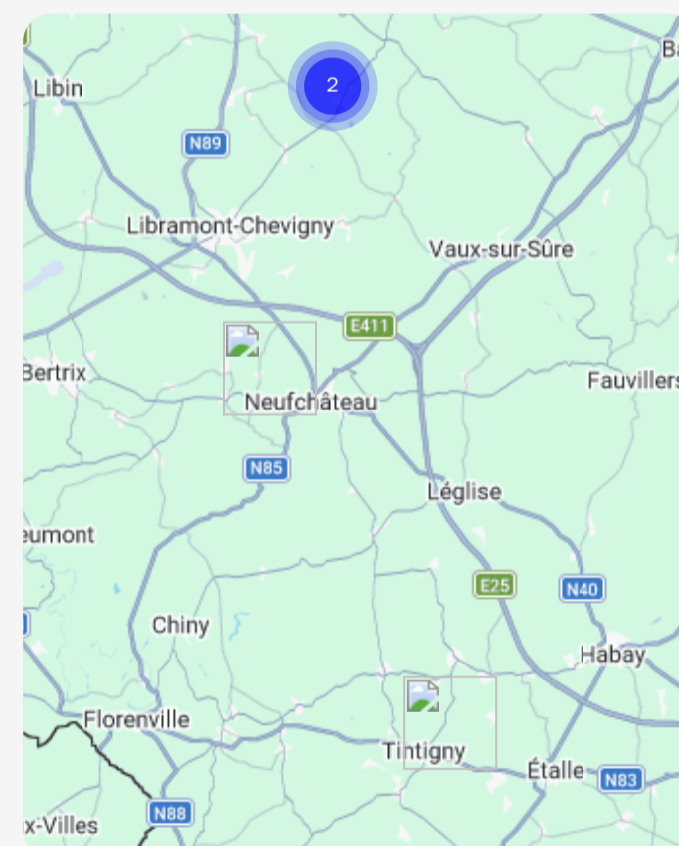 Ba
Libin
2
N89
Libramont-Chevigny
Vaux-sur-Sûre
E411
Bertrix
Fauvillers
Neufchâteau
N85
Léglise
eumont
E25
N40
Chiny
Habay
Florenville
Tintigny
Étalle
N83
N88
x-Villes